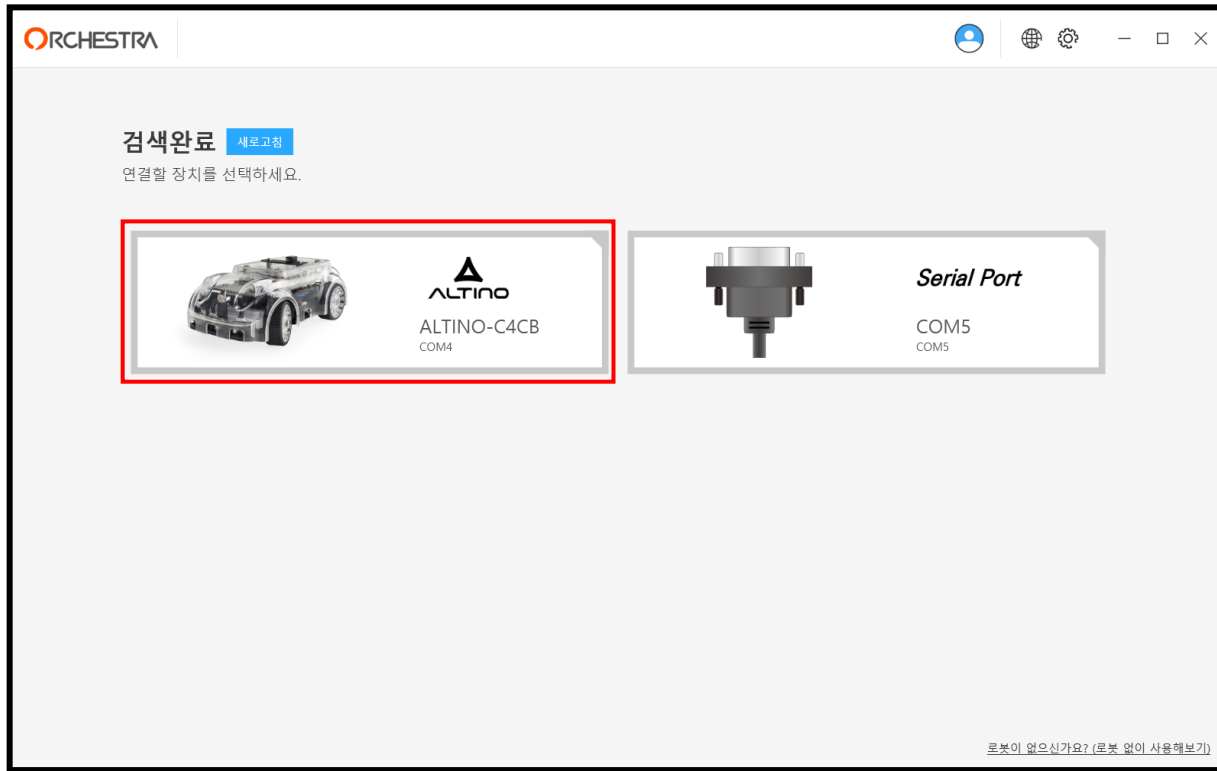 ORCHESTRA
검색완료 새로고침
연결할 장치를 선택하세요.
ALTINO
ALTINO-C4CB
COM4
Serial Port
COM5
COM5
로봇이 없으신가요? (로봇 없이 사용해보기)